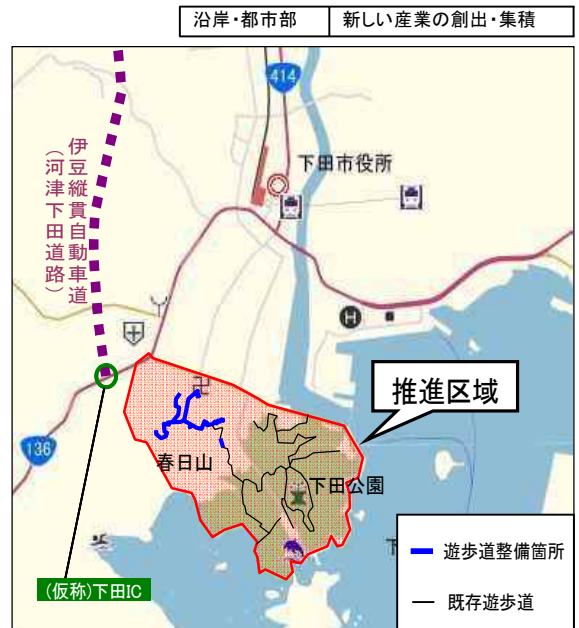 沿岸・都市部 新しい産業の創出・集積
414
伊豆縦貫自動車道
(河津下田道路)
下田市役所
H
推進区域
136
春日山
下田公園
下
(仮称)下田IC
遊歩道整備箇所
既存遊歩道